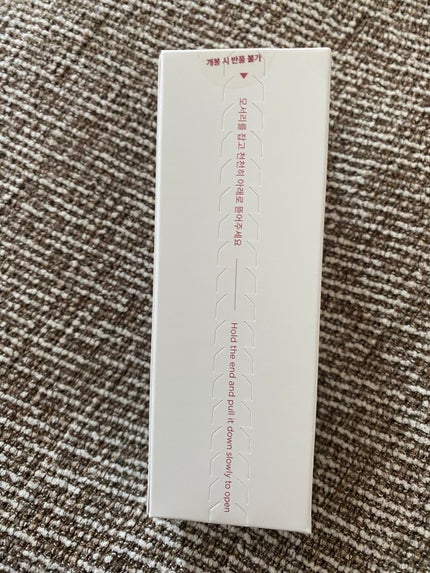 개봉 시 반품 불가
모서리를 잡고 천천히 아래로 뜯어주세요
Hold the end and pull it down slowly to open